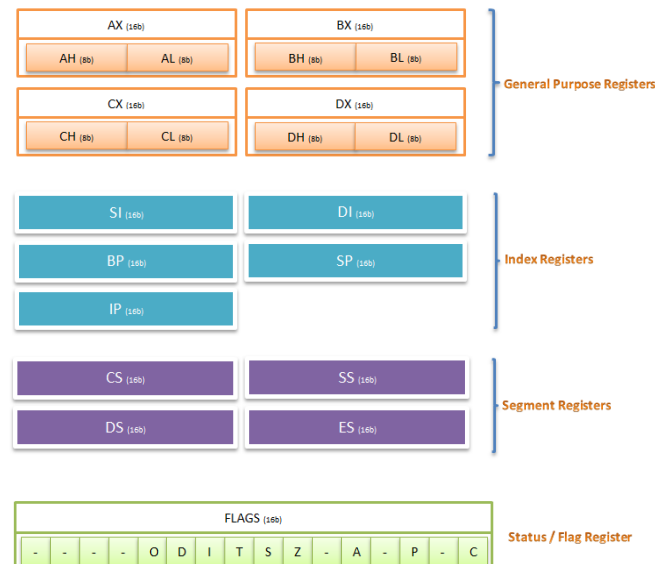 AX (16b) BX (16b)
AH (8b) AL (8b) BH (8b) BL (8b)
General Purpose Registers
CX (16b) DX (16b)
CH (8b) CL (8b) DH (8b) DL (8b)
SI (16b) DI (16b)
BP (16b) SP (16b)
Index Registers
IP (16b)
CS (16b) SS (16b)
Segment Registers
DS (16b) ES (16b)
FLAGS (16b)
Status / Flag Register
- - - - O D I T S Z - A - P - C